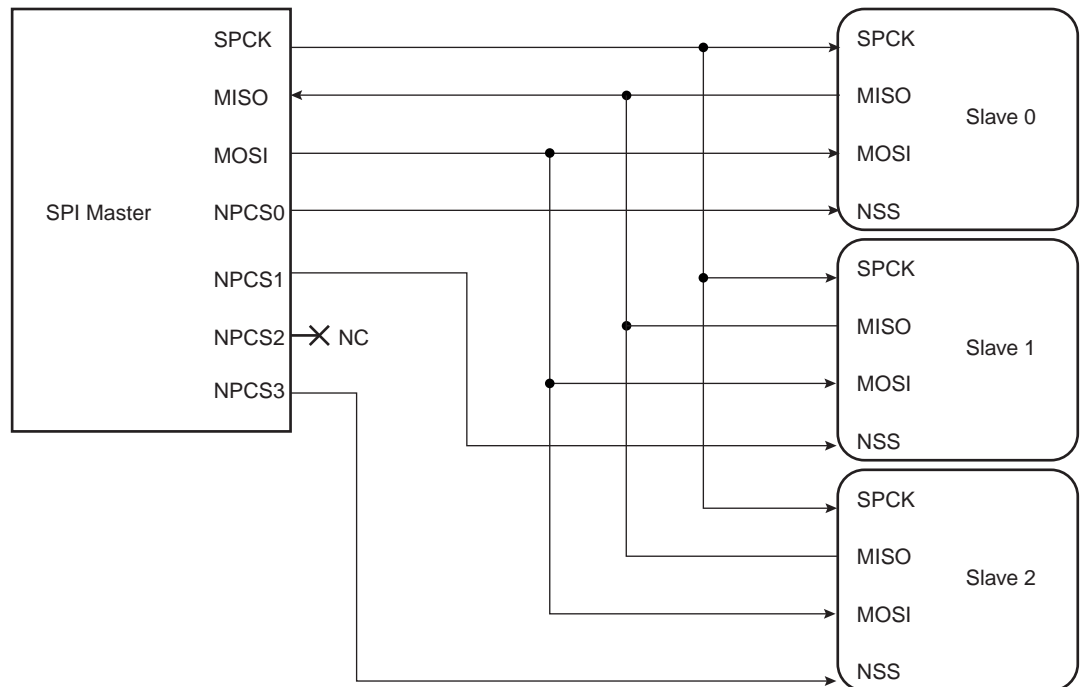 SPI Master
SPCK
MISO
MOSI
NPCS0
NPCS1
NPCS2
NC
NPCS3
SPCK
MISO
Slave 0
MOSI
NSS
SPCK
MISO
Slave 1
MOSI
NSS
SPCK
MISO
Slave 2
MOSI
NSS